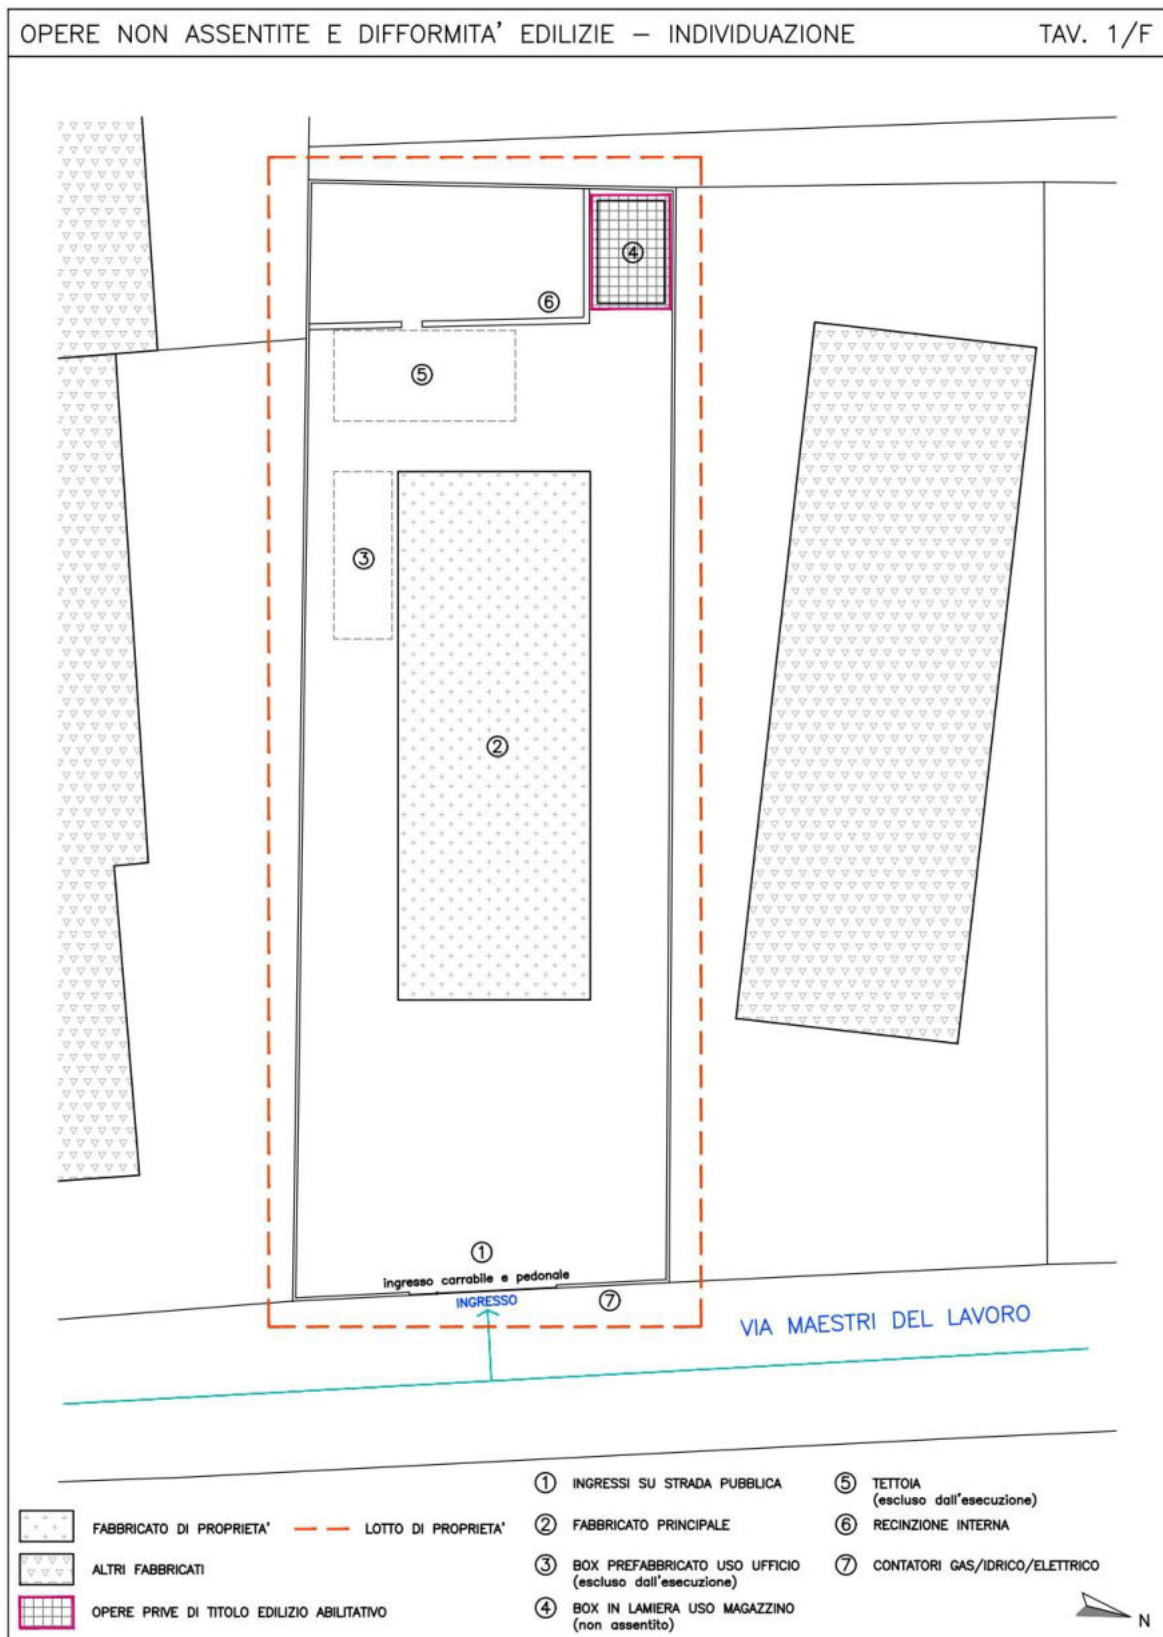 OPERE NON ASSENTITE E DIFFORMITA' EDILIZIE – INDIVIDUAZIONE TAV. 1/F
4
6
5
3
2
1
ingresso carrabile e pedonale
INGRESSO
7
VIA MAESTRI DEL LAVORO
FABBRICATO DI PROPRIETA'
LOTTO DI PROPRIETA'
ALTRI FABBRICATI
OPERE PRIVE DI TITOLO EDILIZIO ABILITATIVO
1 INGRESSI SU STRADA PUBBLICA
2 FABBRICATO PRINCIPALE
3 BOX PREFABBRICATO USO UFFICIO
(escluso dall'esecuzione)
4 BOX IN LAMIERA USO MAGAZZINO
(non assentito)
5 TETTOIA
(escluso dall'esecuzione)
6 RECINZIONE INTERNA
7 CONTATORI GAS/IDRICO/ELETTRICO
N